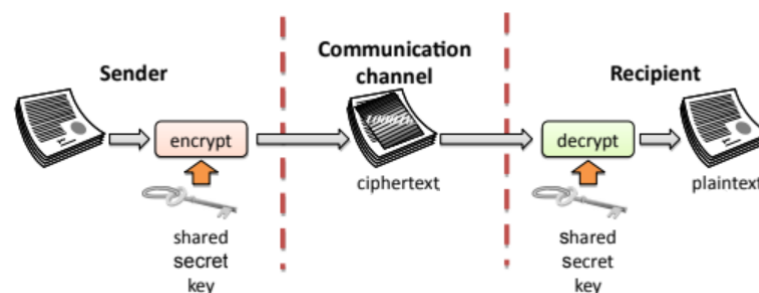 Sender
Communication
channel
Recipient
encrypt
decrypt
ciphertext
plaintext
shared
secret
key
shared
secret
key